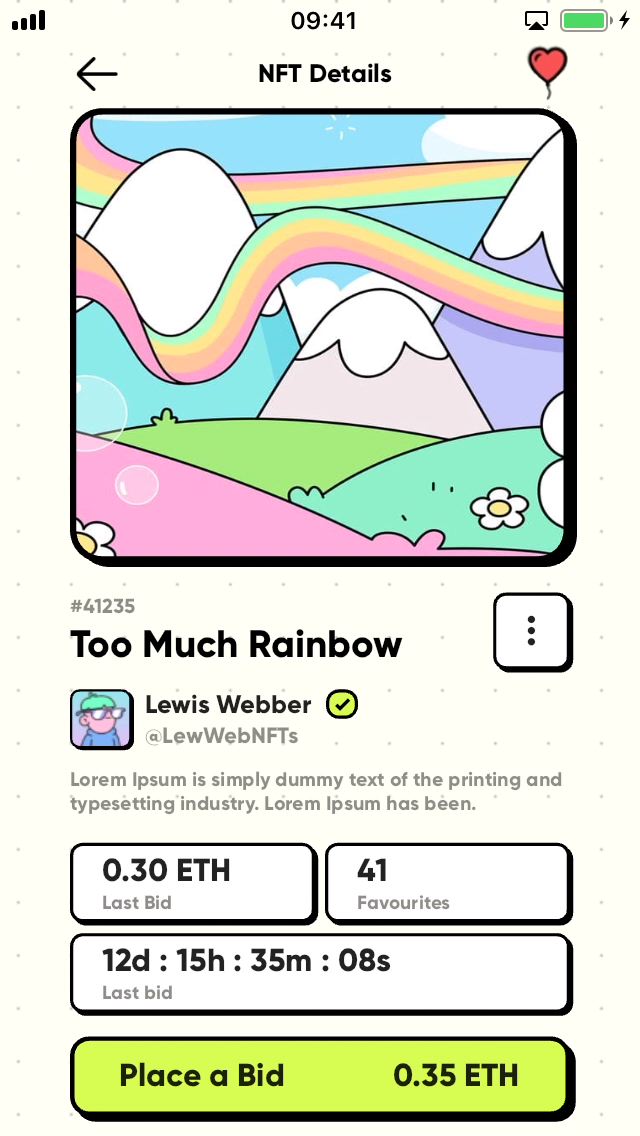 09:41
NFT Details
#41235
Too Much Rainbow
Lewis Webber
@LewWebNFTs
Lorem Ipsum is simply dummy text of the printing and
typesetting industry. Lorem Ipsum has been.
0.30 ETH
Last Bid
41
Favourites
12d : 15h : 35m : 08s
Last bid
Place a Bid 0.35 ETH